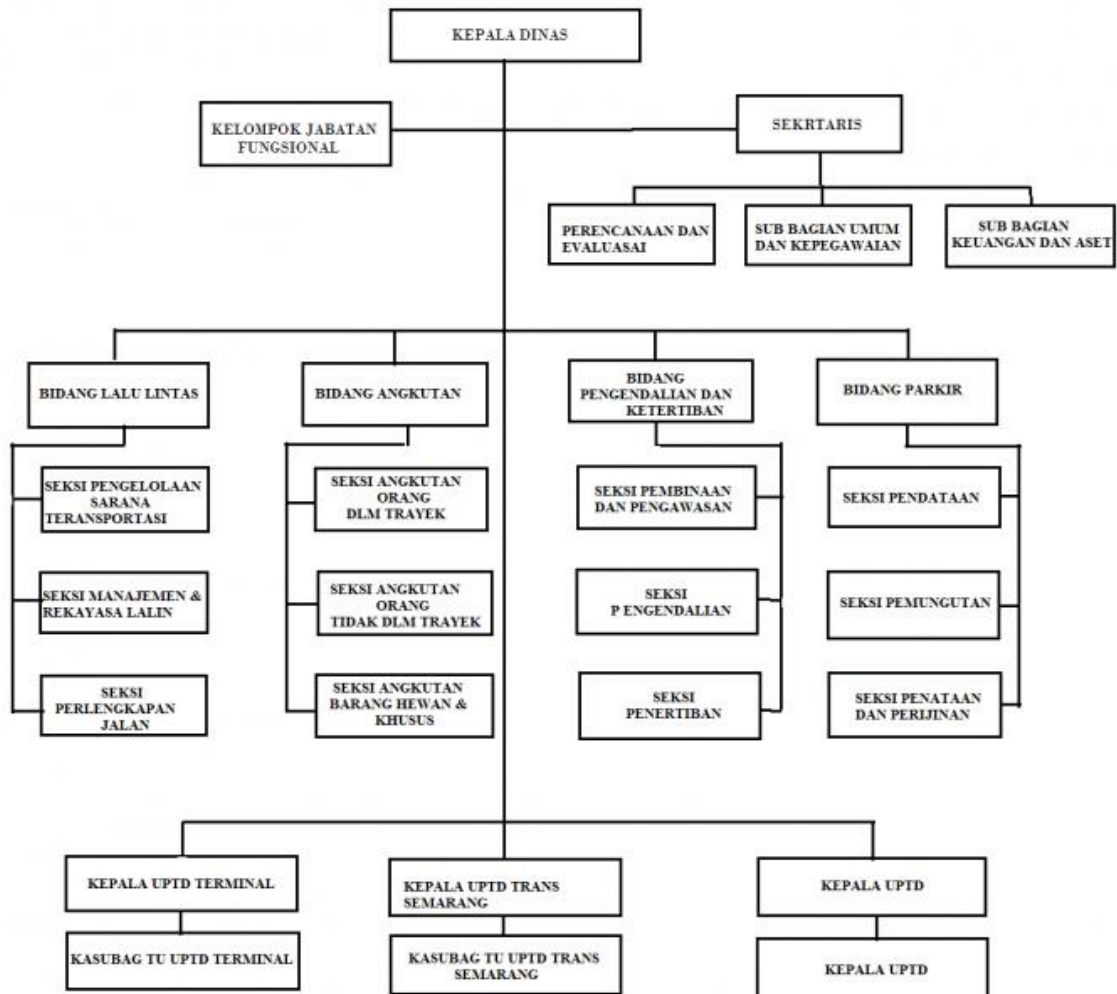 KEPALA DINAS
KELOMPOK JABATAN
FUNGSIONAL
SEKRTARIS
PERENCANAAN DAN
EVALUASAI
SUB BAGIAN UMUM
DAN KEPEGAWAIAN
SUB BAGIAN
KEUANGAN DAN ASET
BIDANG LALU LINTAS
BIDANG ANGKUTAN
BIDANG
PENGENDALIAN DAN
KETERTIBAN
BIDANG PARKIR
SEKSI PENGELOLAAN
SARANA
TERANSPORTASI
SEKSI ANGKUTAN
ORANG
DLM TRAYEK
SEKSI PEMBINAAN
DAN PENGAWASAN
SEKSI PENDATAAN
SEKSI MANAJEMEN &
REKAYASA LALIN
SEKSI ANGKUTAN
ORANG
TIDAK DLM TRAYEK
SEKSI
P ENGENDALIAN
SEKSI PEMUNGUTAN
SEKSI
PERLENGKAPAN
JALAN
SEKSI ANGKUTAN
BARANG HEWAN &
KHUSUS
SEKSI
PENERTIBAN
SEKSI PENATAAN
DAN PERIJINAN
KEPALA UPTD TERMINAL
KEPALA UPTD TRANS
SEMARANG
KEPALA UPTD
KASUBAG TU UPTD TERMINAL
KASUBAG TU UPTD TRANS
SEMARANG
KEPALA UPTD